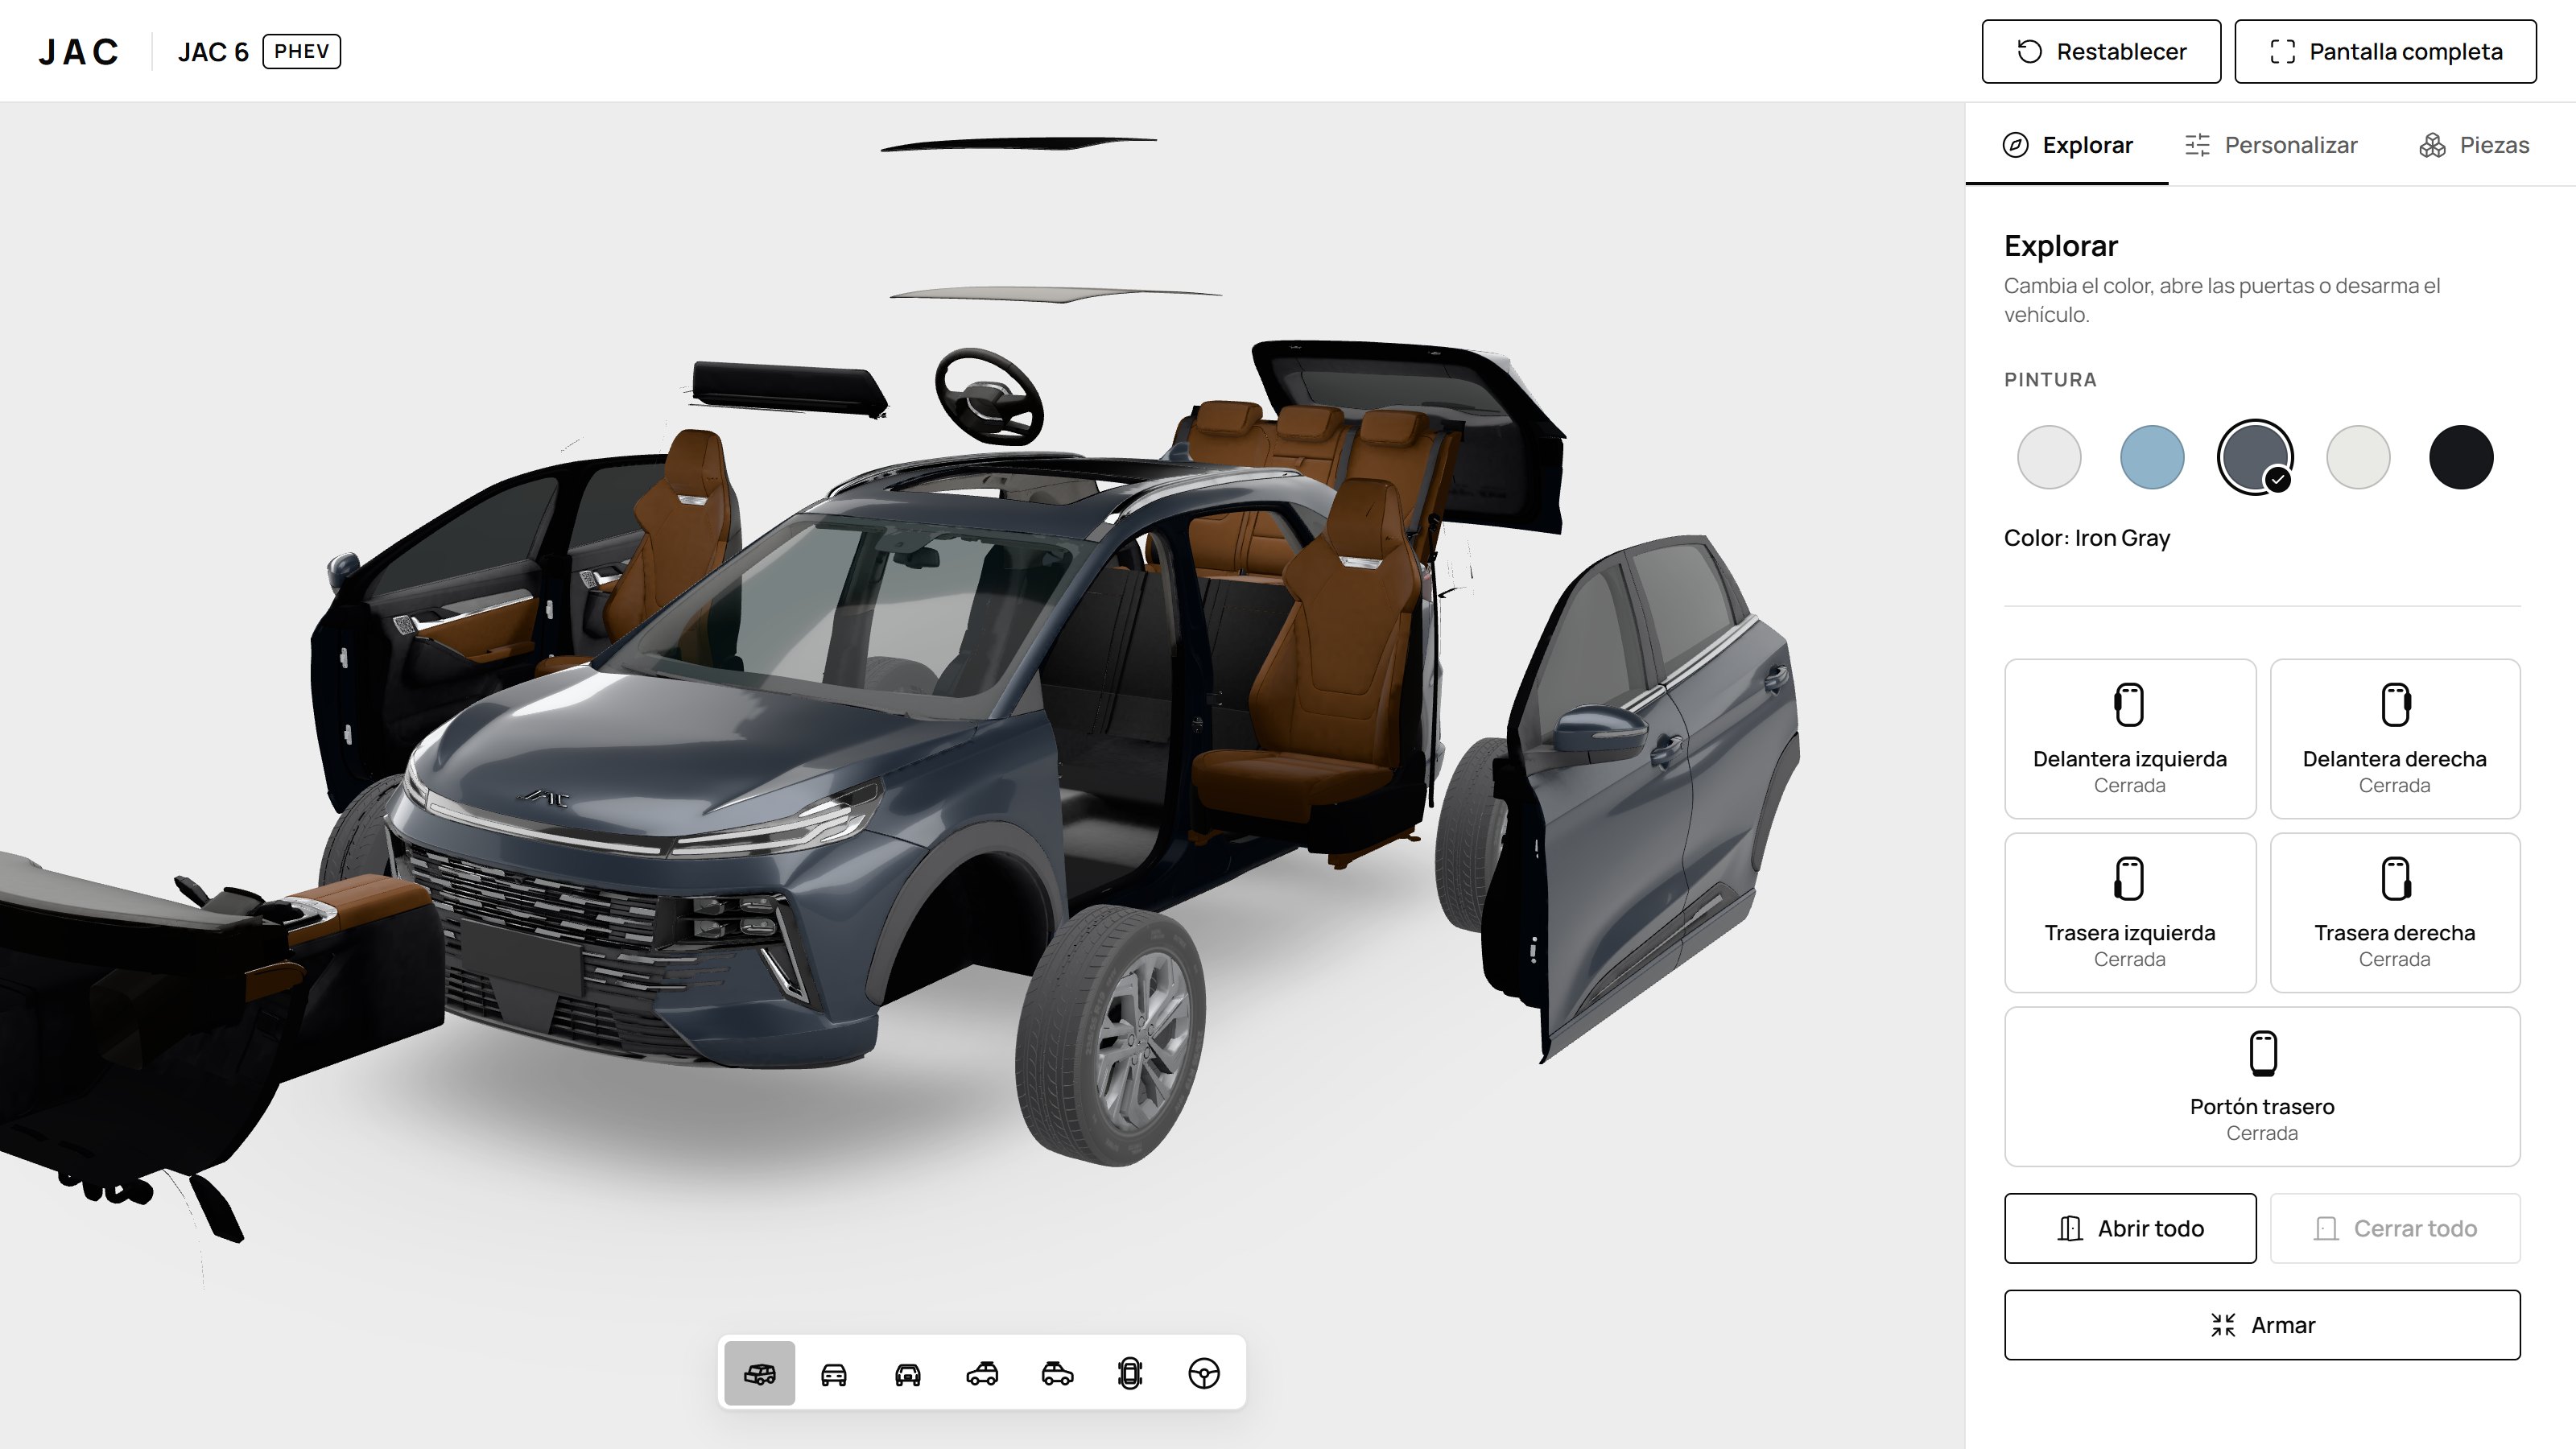 JAC
JAC 6
PHEV
Restablecer
Pantalla completa
Explorar
Personalizar
Piezas
Explorar
Cambia el color, abre las puertas o desarma el
vehículo.
PINTURA
Color: Iron Gray
Delantera izquierda
Cerrada
Delantera derecha
Cerrada
Trasera izquierda
Cerrada
Trasera derecha
Cerrada
Portón trasero
Cerrada
Abrir todo
Cerrar todo
Armar
JAC